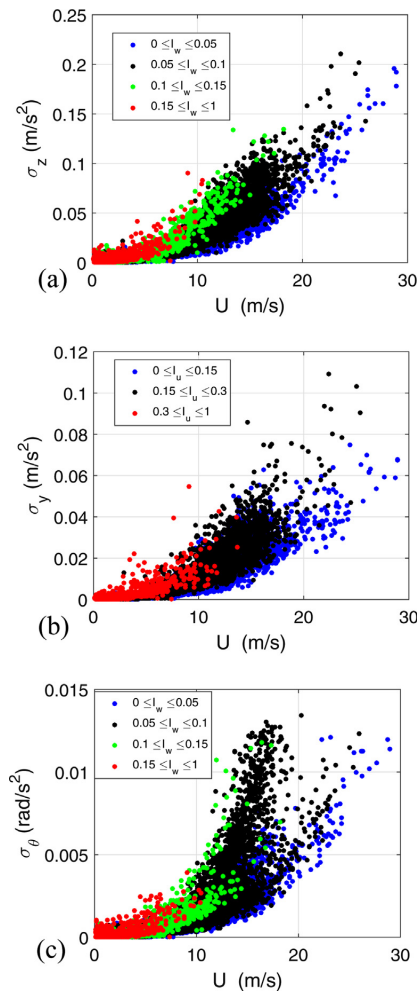 0.25
0.2
0.15
0.1
0.05
0
σz (m/s²)
0 ≤Iw ≤0.05
0.05 ≤Iw ≤0.1
0.1 ≤Iw ≤0.15
0.15 ≤Iw ≤1
0 10 20 30
(a)
U (m/s)
0.12
0.1
0.08
0.06
0.04
0.02
0
σy (m/s²)
0 ≤Iu ≤0.15
0.15 ≤Iu ≤0.3
0.3 ≤Iu ≤1
0 10 20 30
(b)
U (m/s)
0.015
0.01
0.005
0
σθ (rad/s²)
0 ≤Iw ≤0.05
0.05 ≤Iw ≤0.1
0.1 ≤Iw ≤0.15
0.15 ≤Iw ≤1
0 10 20 30
(c)
U (m/s)